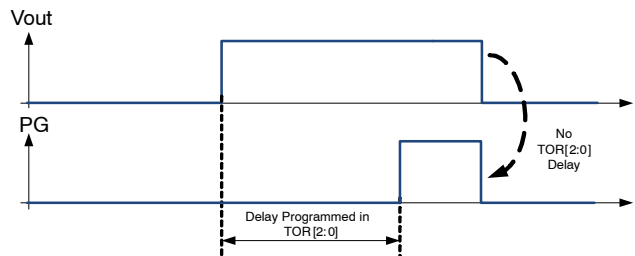 Vout
PG
No
TOR[2:0]
Delay
Delay Programmed in
TOR[2:0]